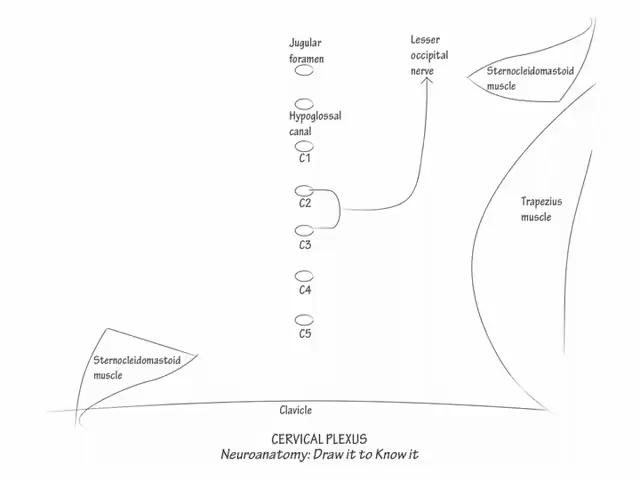 Jugular
foramen
Lesser
occipital
nerve
Sternocleidomastoid
muscle
Hypoglossal
canal
C1
C2
Trapezius
muscle
C3
C4
C5
Sternocleidomastoid
muscle
Clavicle
CERVICAL PLEXUS
Neuroanatomy: Draw it to Know it